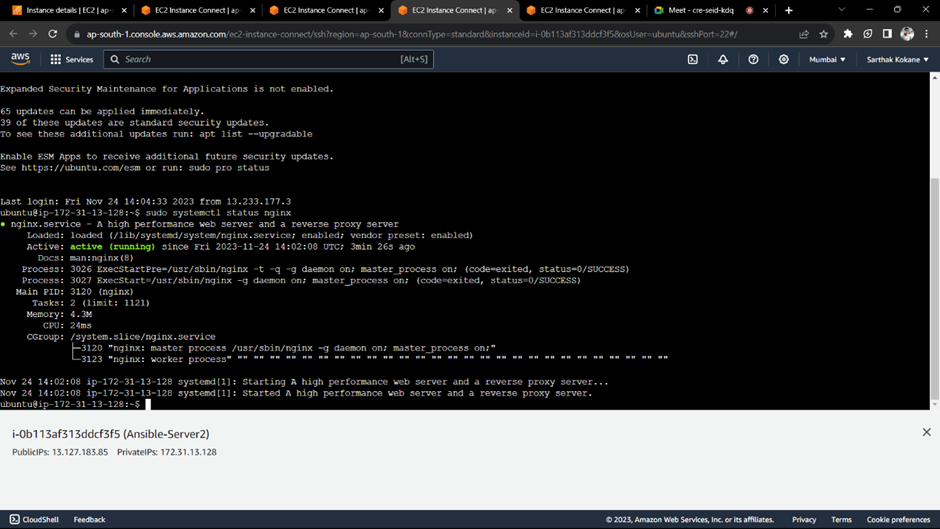 Instance details | EC2 | ap-
EC2 Instance Connect | ap-
EC2 Instance Connect | ap-
EC2 Instance Connect | ap-
EC2 Instance Connect | ap-
Meet - cre-seid-kdq
ap-south-1.console.aws.amazon.com/ec2-instance-connect/ssh?region=ap-south-1&connType=standard&instanceId=i-0b113af313ddcf3f5&osUser=ubuntu&sshPort=22#/
aws
Services
Search
[Alt+S]
Mumbai
Sarthak Kokane
Expanded Security Maintenance for Applications is not enabled.
65 updates can be applied immediately.
39 of these updates are standard security updates.
To see these additional updates run: apt list --upgradable
Enable ESM Apps to receive additional future security updates.
See https://ubuntu.com/esm or run: sudo pro status
Last login: Fri Nov 24 14:04:33 2023 from 13.233.177.3
ubuntu@ip-172-31-13-128:~$ sudo systemctl status nginx
● nginx.service - A high performance web server and a reverse proxy server
Loaded: loaded (/lib/systemd/system/nginx.service; enabled; vendor preset: enabled)
Active: active (running) since Fri 2023-11-24 14:02:08 UTC; 3min 26s ago
Docs: man:nginx(8)
Process: 3026 ExecStartPre=/usr/sbin/nginx -t -q -g daemon on; master_process on; (code=exited, status=0/SUCCESS)
Process: 3027 ExecStart=/usr/sbin/nginx -g daemon on; master_process on; (code=exited, status=0/SUCCESS)
Main PID: 3120 (nginx)
Tasks: 2 (limit: 1121)
Memory: 4.3M
CPU: 24ms
CGroup: /system.slice/nginx.service
├─3120 "nginx: master process /usr/sbin/nginx -g daemon on; master_process on;"
└─3123 "nginx: worker process" "" "" "" "" "" "" "" "" "" "" "" "" "" "" "" "" "" "" "" "" "" "" "" "" "" "" ""
Nov 24 14:02:08 ip-172-31-13-128 systemd[1]: Starting A high performance web server and a reverse proxy server...
Nov 24 14:02:08 ip-172-31-13-128 systemd[1]: Started A high performance web server and a reverse proxy server.
ubuntu@ip-172-31-13-128:~$
i-0b113af313ddcf3f5 (Ansible-Server2)
PublicIPs: 13.127.183.85 PrivateIPs: 172.31.13.128
CloudShell
Feedback
© 2023, Amazon Web Services, Inc. or its affiliates.
Privacy
Terms
Cookie preferences